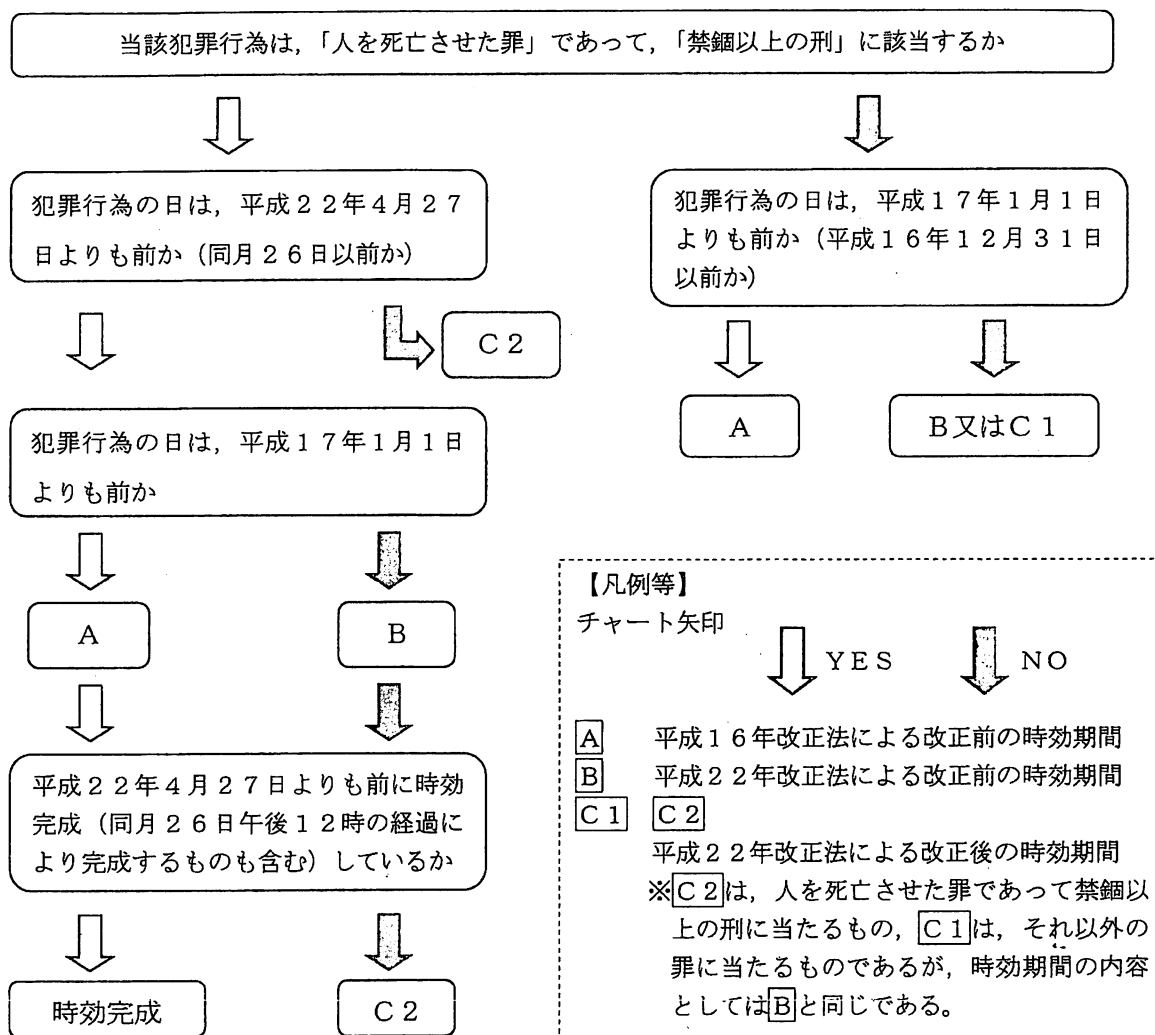 当該犯罪行為は，「人を死亡させた罪」であって，「禁錮以上の刑」に該当するか
犯罪行為の日は，平成２２年４月２７
日よりも前か（同月２６日以前か）
犯罪行為の日は，平成１７年１月１日
よりも前か（平成１６年１２月３１日
以前か）
Ｃ２
Ａ
Ｂ又はＣ１
犯罪行為の日は，平成１７年１月１日
よりも前か
Ａ
Ｂ
平成２２年４月２７日よりも前に時効
完成（同月２６日午後１２時の経過に
より完成するものも含む）しているか
時効完成
Ｃ２
【凡例等】
チャート矢印
ＹＥＳ
ＮＯ
Ａ 平成１６年改正法による改正前の時効期間
Ｂ 平成２２年改正法による改正前の時効期間
Ｃ１ Ｃ２
平成２２年改正法による改正後の時効期間
※Ｃ２は，人を死亡させた罪であって禁錮以
上の刑に当たるもの，Ｃ１は，それ以外の
罪に当たるものであるが，時効期間の内容
としてはＢと同じである。